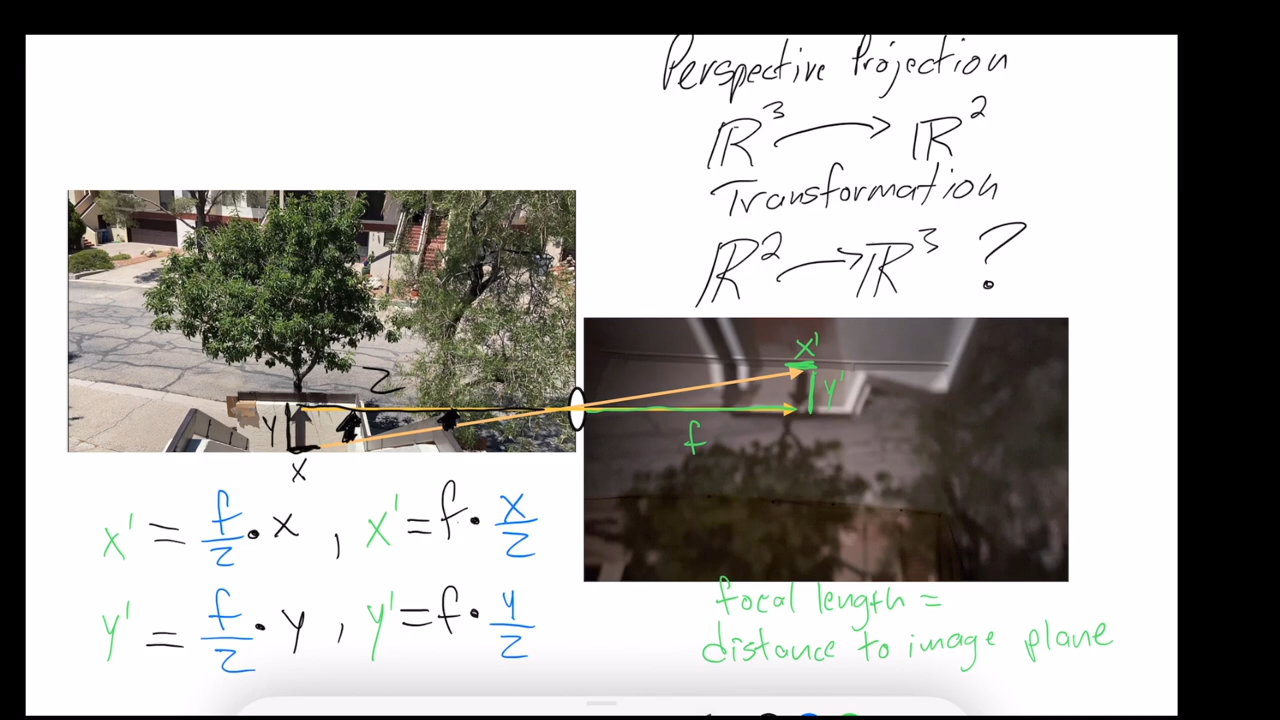 Perspective Projection
ℝ³ → ℝ²
Transformation
ℝ² → ℝ³ ?
z
y
x
x'
y'
f
x' = f/z · x , x' = f · x/z
y' = f/z · y , y' = f · y/z
focal length =
distance to image plane